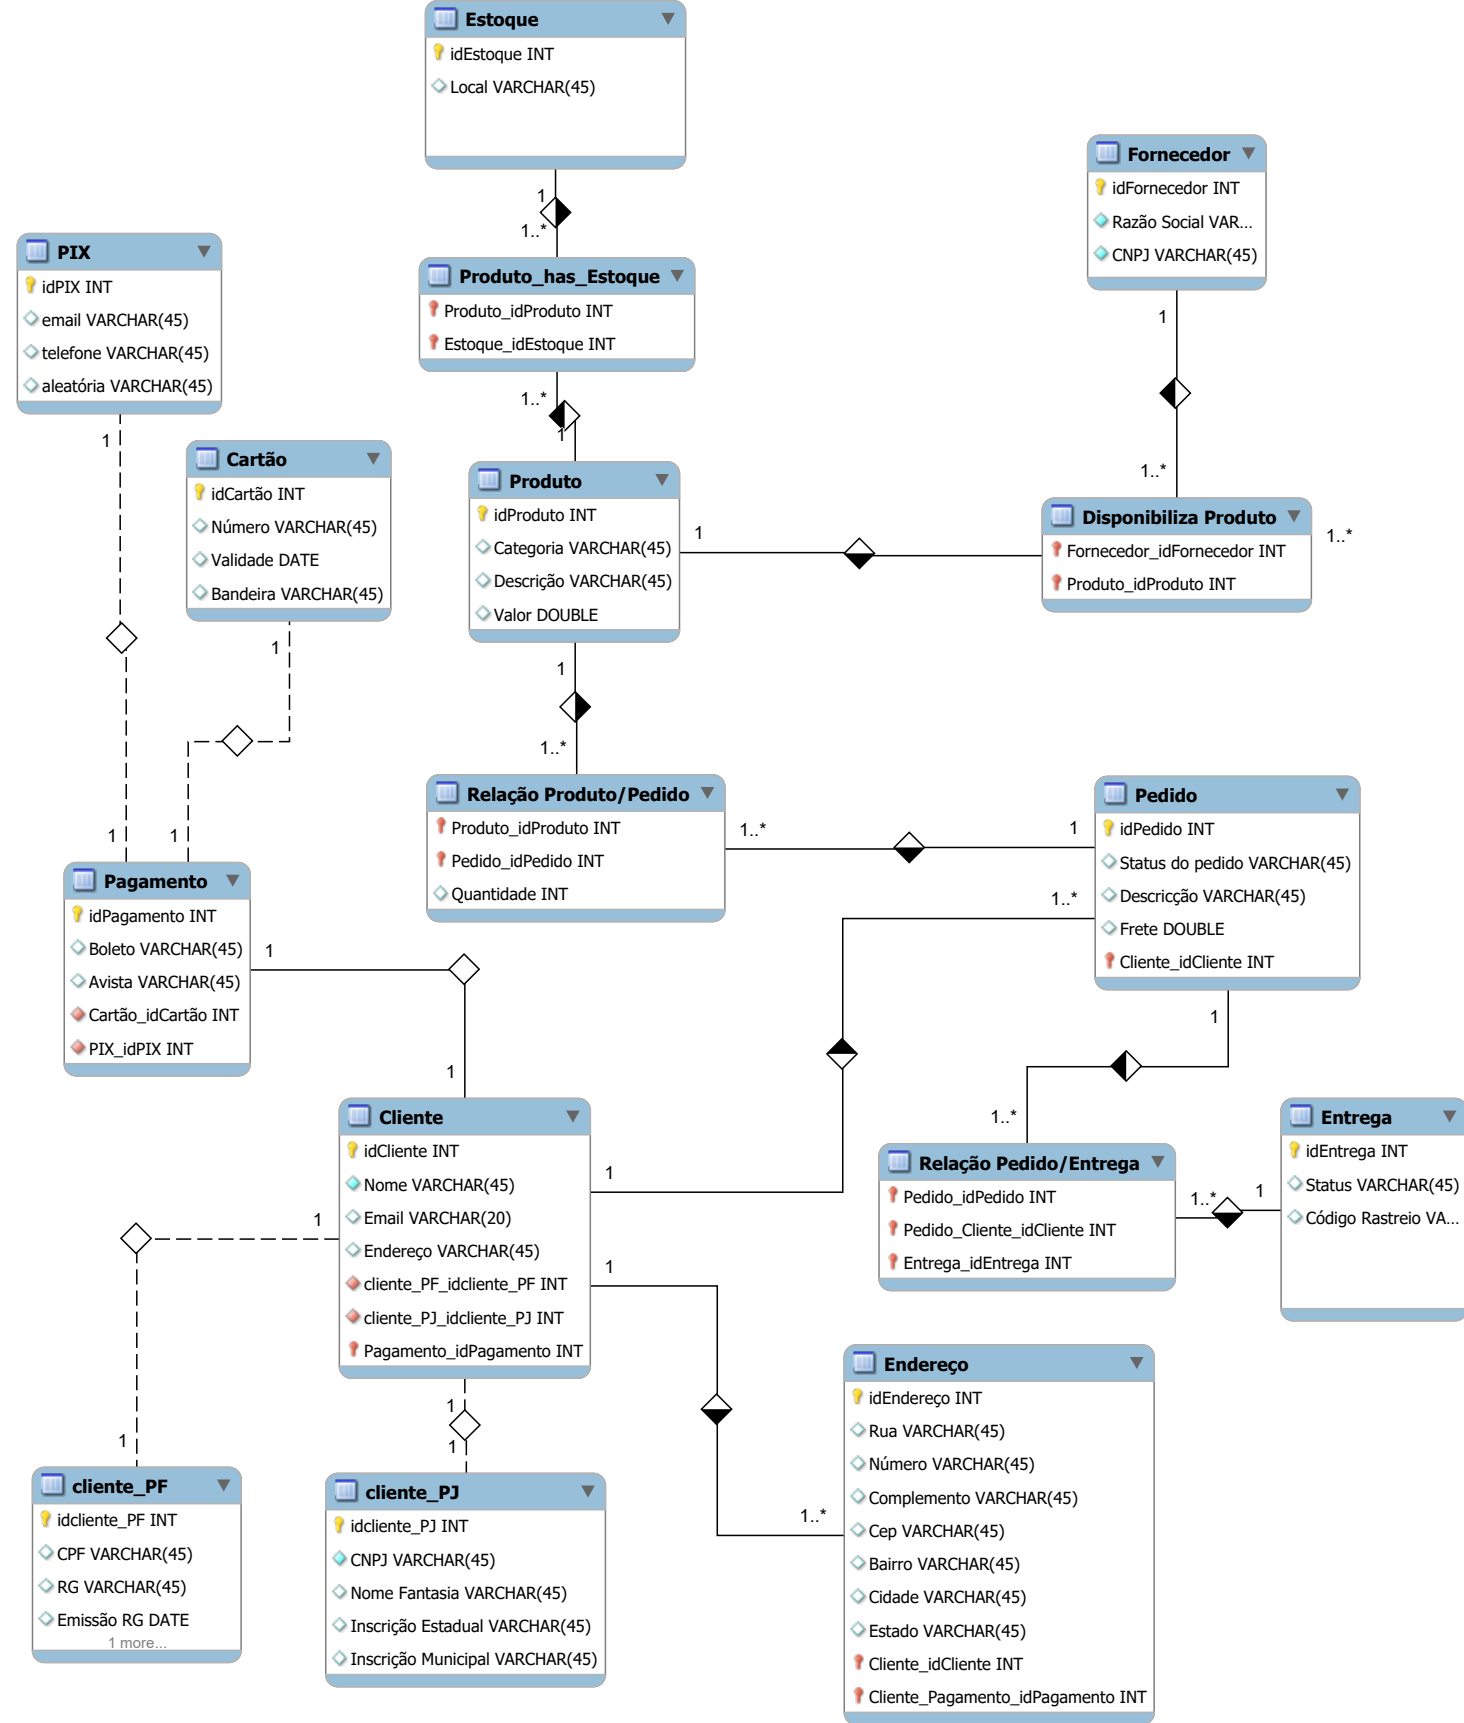 Estoque
idEstoque INT
Local VARCHAR(45)
1
1..*
Produto_has_Estoque
Produto_idProduto INT
Estoque_idEstoque INT
1..*
1
Fornecedor
idFornecedor INT
Razão Social VAR...
CNPJ VARCHAR(45)
1
1..*
PIX
idPIX INT
email VARCHAR(45)
telefone VARCHAR(45)
aleatória VARCHAR(45)
1
1
Cartão
idCartão INT
Número VARCHAR(45)
Validade DATE
Bandeira VARCHAR(45)
1
1
Produto
idProduto INT
Categoria VARCHAR(45)
Descrição VARCHAR(45)
Valor DOUBLE
1
1
1..*
Disponibiliza Produto
Fornecedor_idFornecedor INT
Produto_idProduto INT
1..*
Relação Produto/Pedido
Produto_idProduto INT
Pedido_idPedido INT
Quantidade INT
1..*
1
Pedido
idPedido INT
Status do pedido VARCHAR(45)
Descricção VARCHAR(45)
Frete DOUBLE
Cliente_idCliente INT
1..*
1
Pagamento
idPagamento INT
Boleto VARCHAR(45)
Avista VARCHAR(45)
Cartão_idCartão INT
PIX_idPIX INT
1
1
Cliente
idCliente INT
Nome VARCHAR(45)
Email VARCHAR(20)
Endereço VARCHAR(45)
cliente_PF_idcliente_PF INT
cliente_PJ_idcliente_PJ INT
Pagamento_idPagamento INT
1
1
1
1
1
1
1..*
Relação Pedido/Entrega
Pedido_idPedido INT
Pedido_Cliente_idCliente INT
Entrega_idEntrega INT
1..*
1
Entrega
idEntrega INT
Status VARCHAR(45)
Código Rastreio VA...
cliente_PF
idcliente_PF INT
CPF VARCHAR(45)
RG VARCHAR(45)
Emissão RG DATE
1 more...
cliente_PJ
idcliente_PJ INT
CNPJ VARCHAR(45)
Nome Fantasia VARCHAR(45)
Inscrição Estadual VARCHAR(45)
Inscrição Municipal VARCHAR(45)
1..*
Endereço
idEndereço INT
Rua VARCHAR(45)
Número VARCHAR(45)
Complemento VARCHAR(45)
Cep VARCHAR(45)
Bairro VARCHAR(45)
Cidade VARCHAR(45)
Estado VARCHAR(45)
Cliente_idCliente INT
Cliente_Pagamento_idPagamento INT